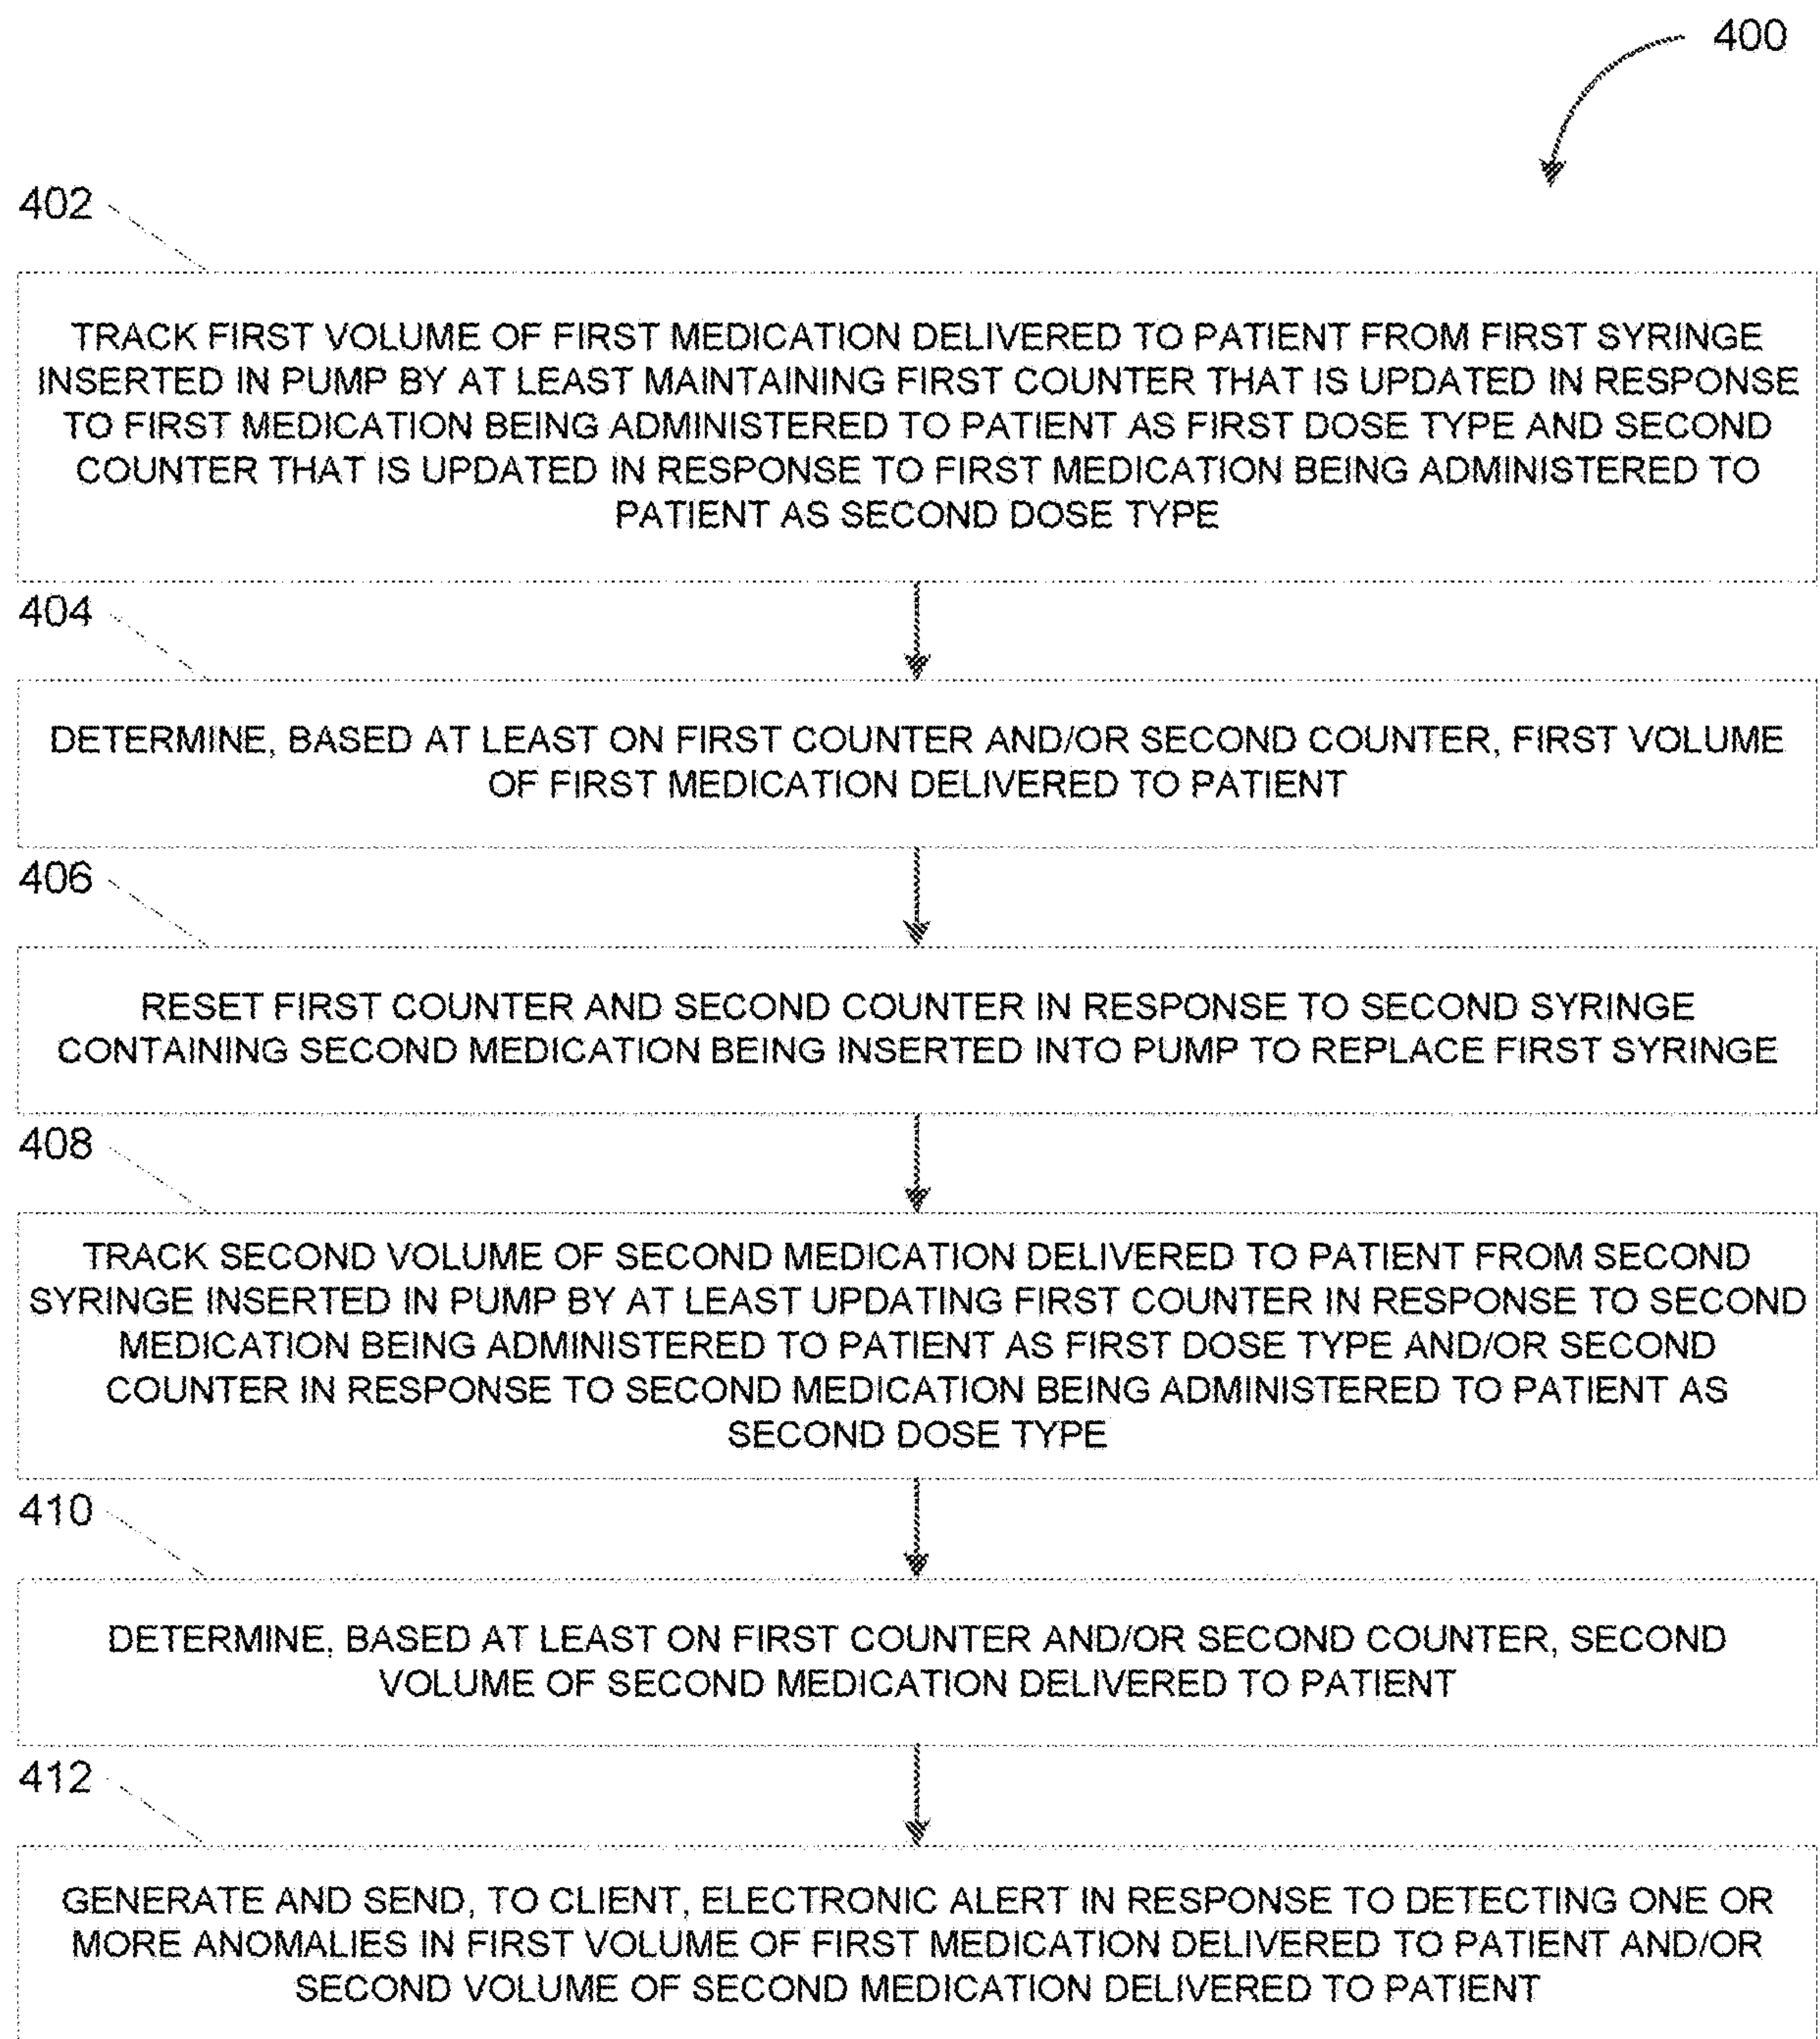 400
402
TRACK FIRST VOLUME OF FIRST MEDICATION DELIVERED TO PATIENT FROM FIRST SYRINGE
INSERTED IN PUMP BY AT LEAST MAINTAINING FIRST COUNTER THAT IS UPDATED IN RESPONSE
TO FIRST MEDICATION BEING ADMINISTERED TO PATIENT AS FIRST DOSE TYPE AND SECOND
COUNTER THAT IS UPDATED IN RESPONSE TO FIRST MEDICATION BEING ADMINISTERED TO
PATIENT AS SECOND DOSE TYPE
404
DETERMINE, BASED AT LEAST ON FIRST COUNTER AND/OR SECOND COUNTER, FIRST VOLUME
OF FIRST MEDICATION DELIVERED TO PATIENT
406
RESET FIRST COUNTER AND SECOND COUNTER IN RESPONSE TO SECOND SYRINGE
CONTAINING SECOND MEDICATION BEING INSERTED INTO PUMP TO REPLACE FIRST SYRINGE
408
TRACK SECOND VOLUME OF SECOND MEDICATION DELIVERED TO PATIENT FROM SECOND
SYRINGE INSERTED IN PUMP BY AT LEAST UPDATING FIRST COUNTER IN RESPONSE TO SECOND
MEDICATION BEING ADMINISTERED TO PATIENT AS FIRST DOSE TYPE AND/OR SECOND
COUNTER IN RESPONSE TO SECOND MEDICATION BEING ADMINISTERED TO PATIENT AS
SECOND DOSE TYPE
410
DETERMINE, BASED AT LEAST ON FIRST COUNTER AND/OR SECOND COUNTER, SECOND
VOLUME OF SECOND MEDICATION DELIVERED TO PATIENT
412
GENERATE AND SEND, TO CLIENT, ELECTRONIC ALERT IN RESPONSE TO DETECTING ONE OR
MORE ANOMALIES IN FIRST VOLUME OF FIRST MEDICATION DELIVERED TO PATIENT AND/OR
SECOND VOLUME OF SECOND MEDICATION DELIVERED TO PATIENT